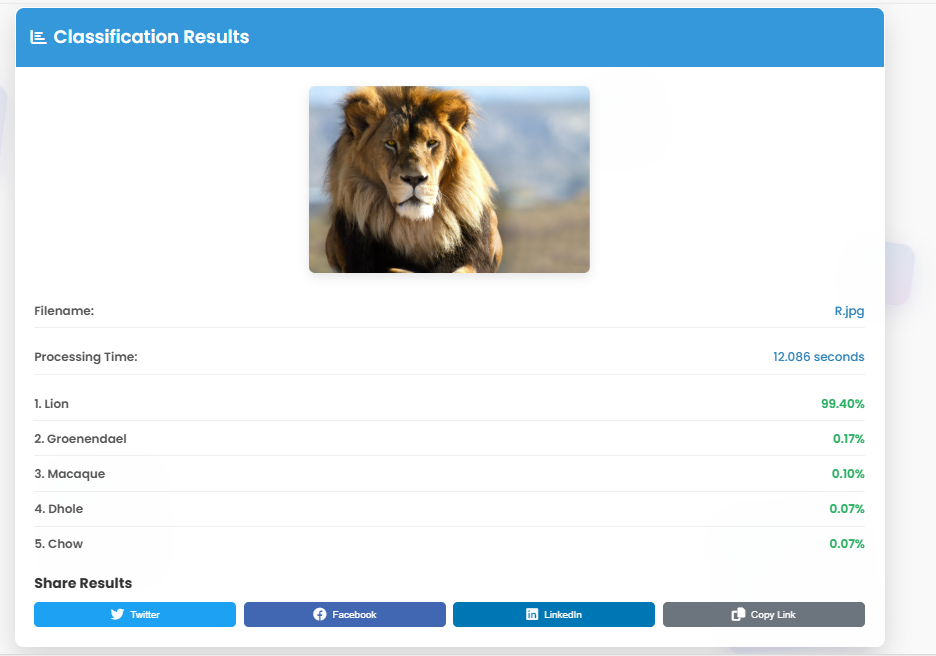 Classification Results
Filename: R.jpg
Processing Time: 12.086 seconds
1. Lion 99.40%
2. Groenendael 0.17%
3. Macaque 0.10%
4. Dhole 0.07%
5. Chow 0.07%
Share Results
Twitter Facebook LinkedIn Copy Link